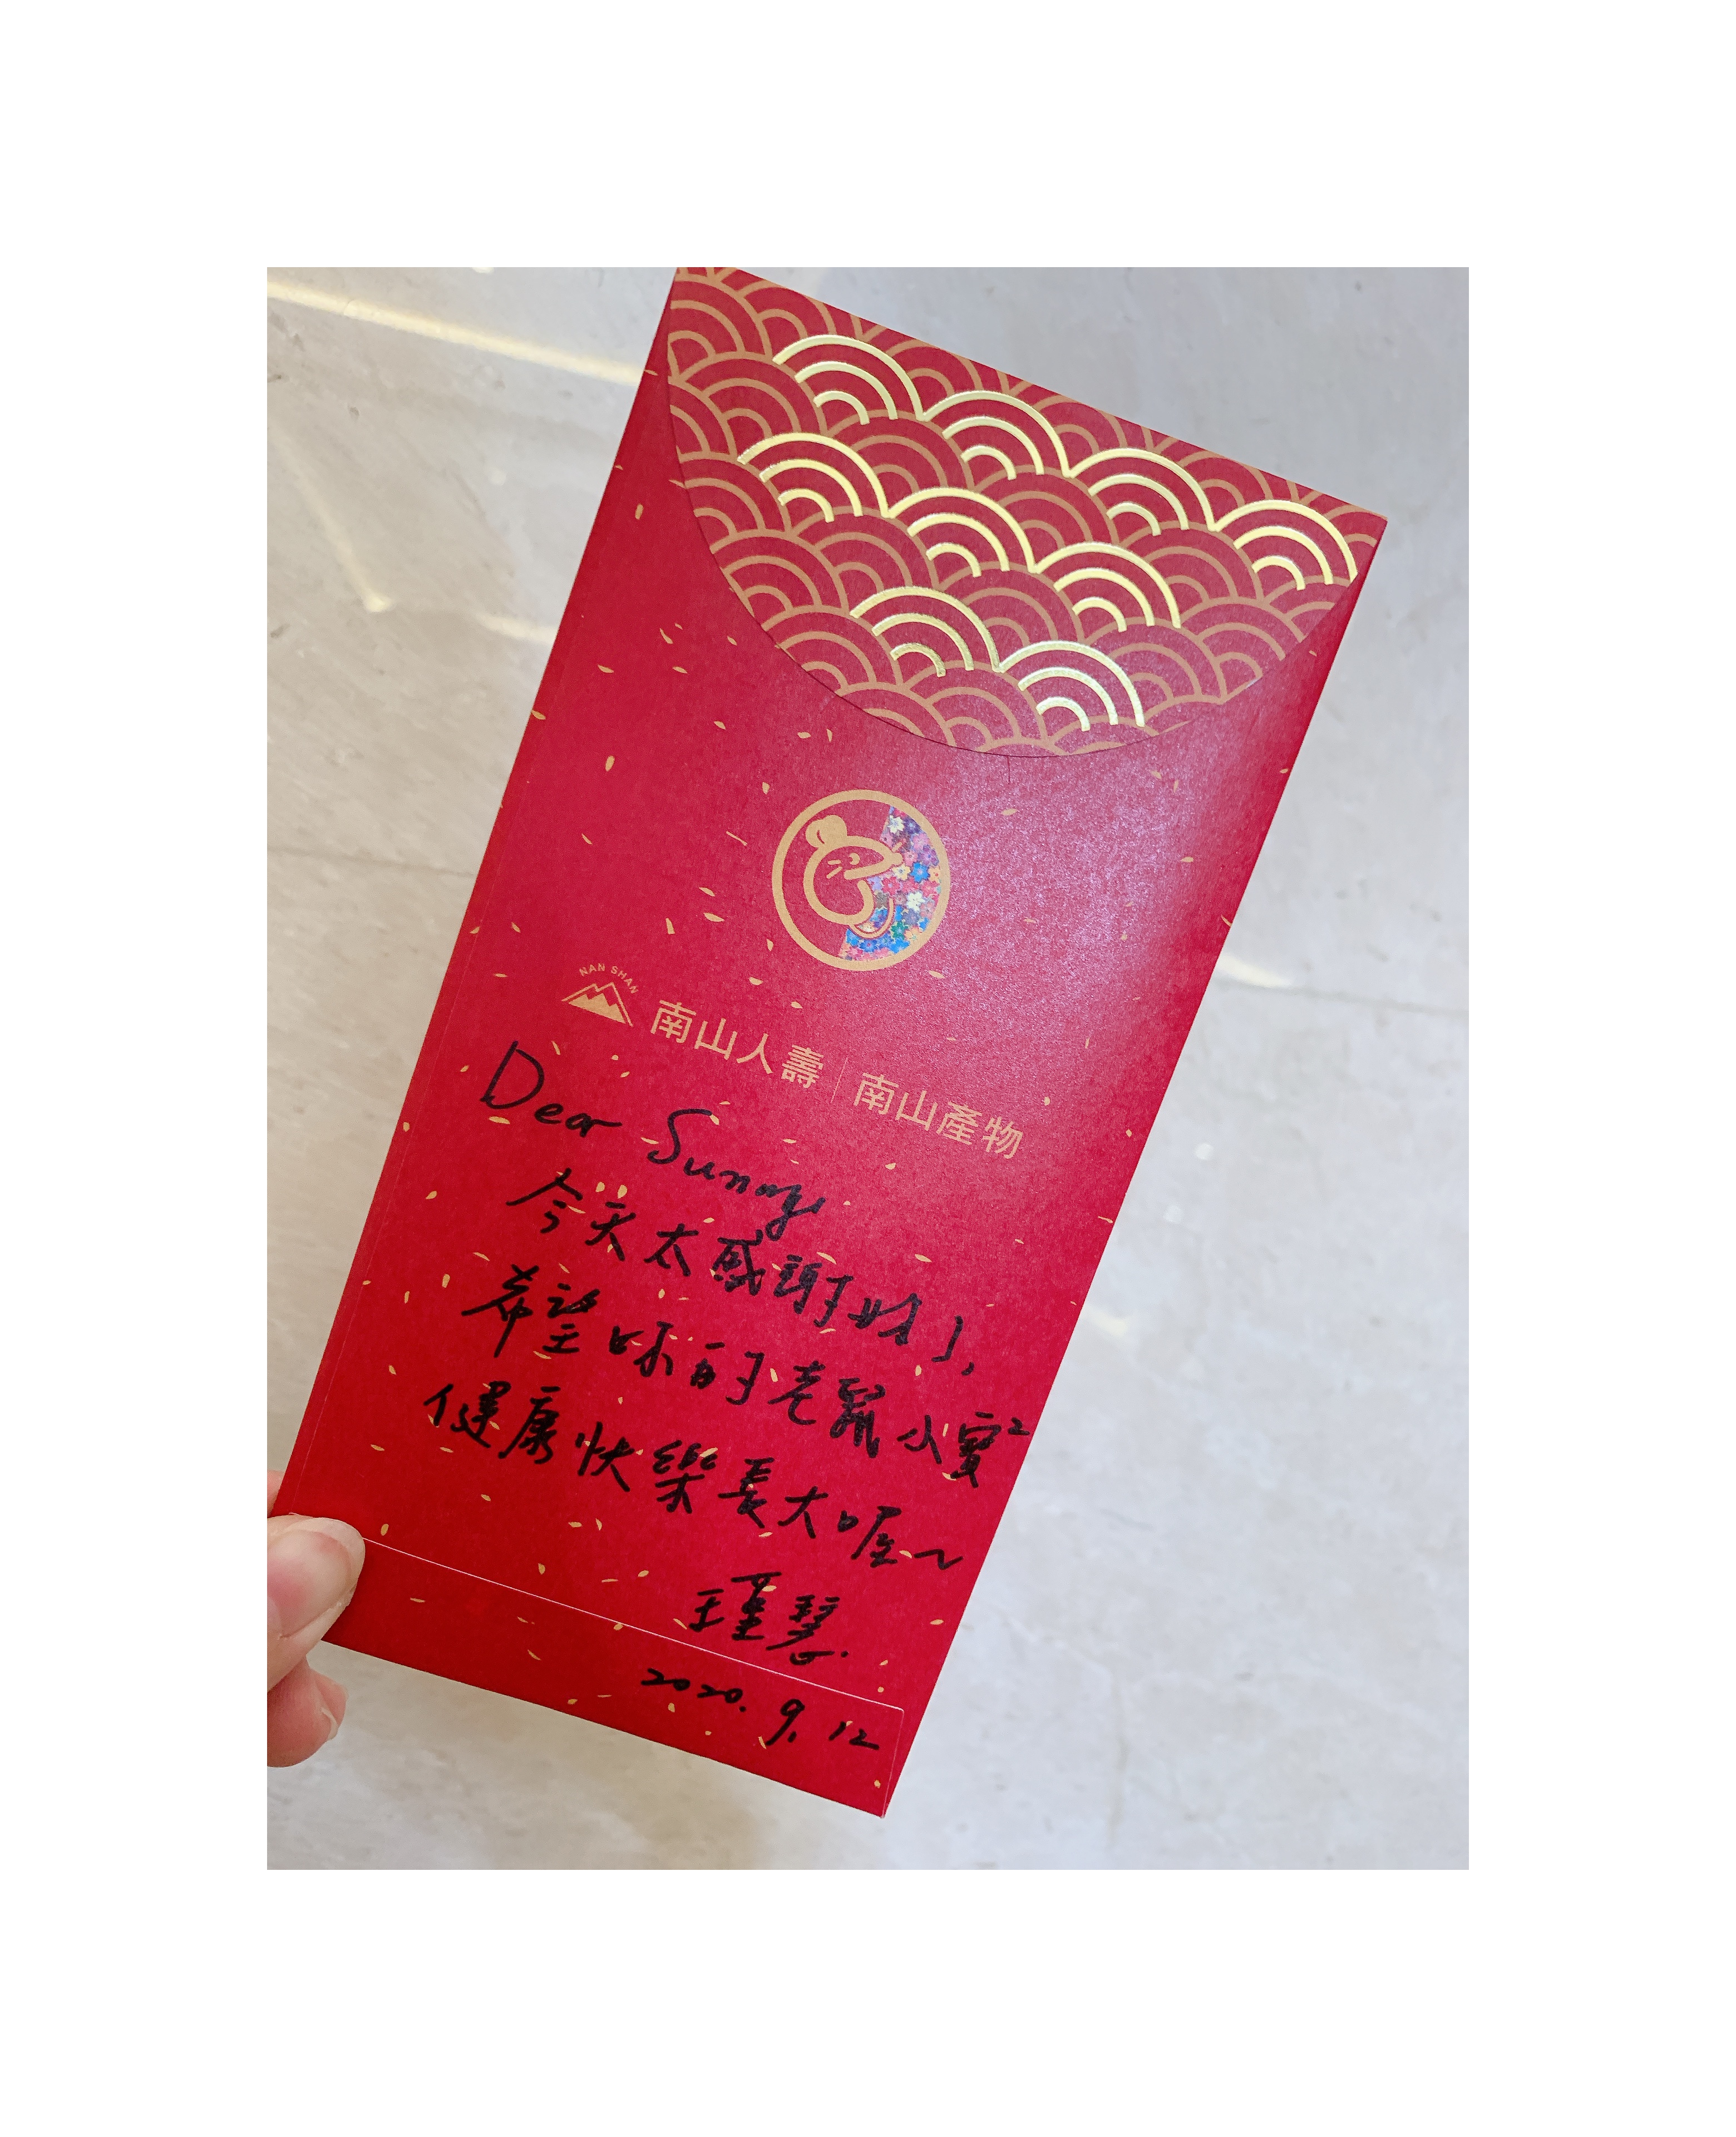 NAN SHAN
南山人壽 | 南山產物
Dear Sunny
今天太感謝妳了,
希望妳的老鼠小寶²
健康快樂長大喔~
瑾慧.
2020. 9. 12